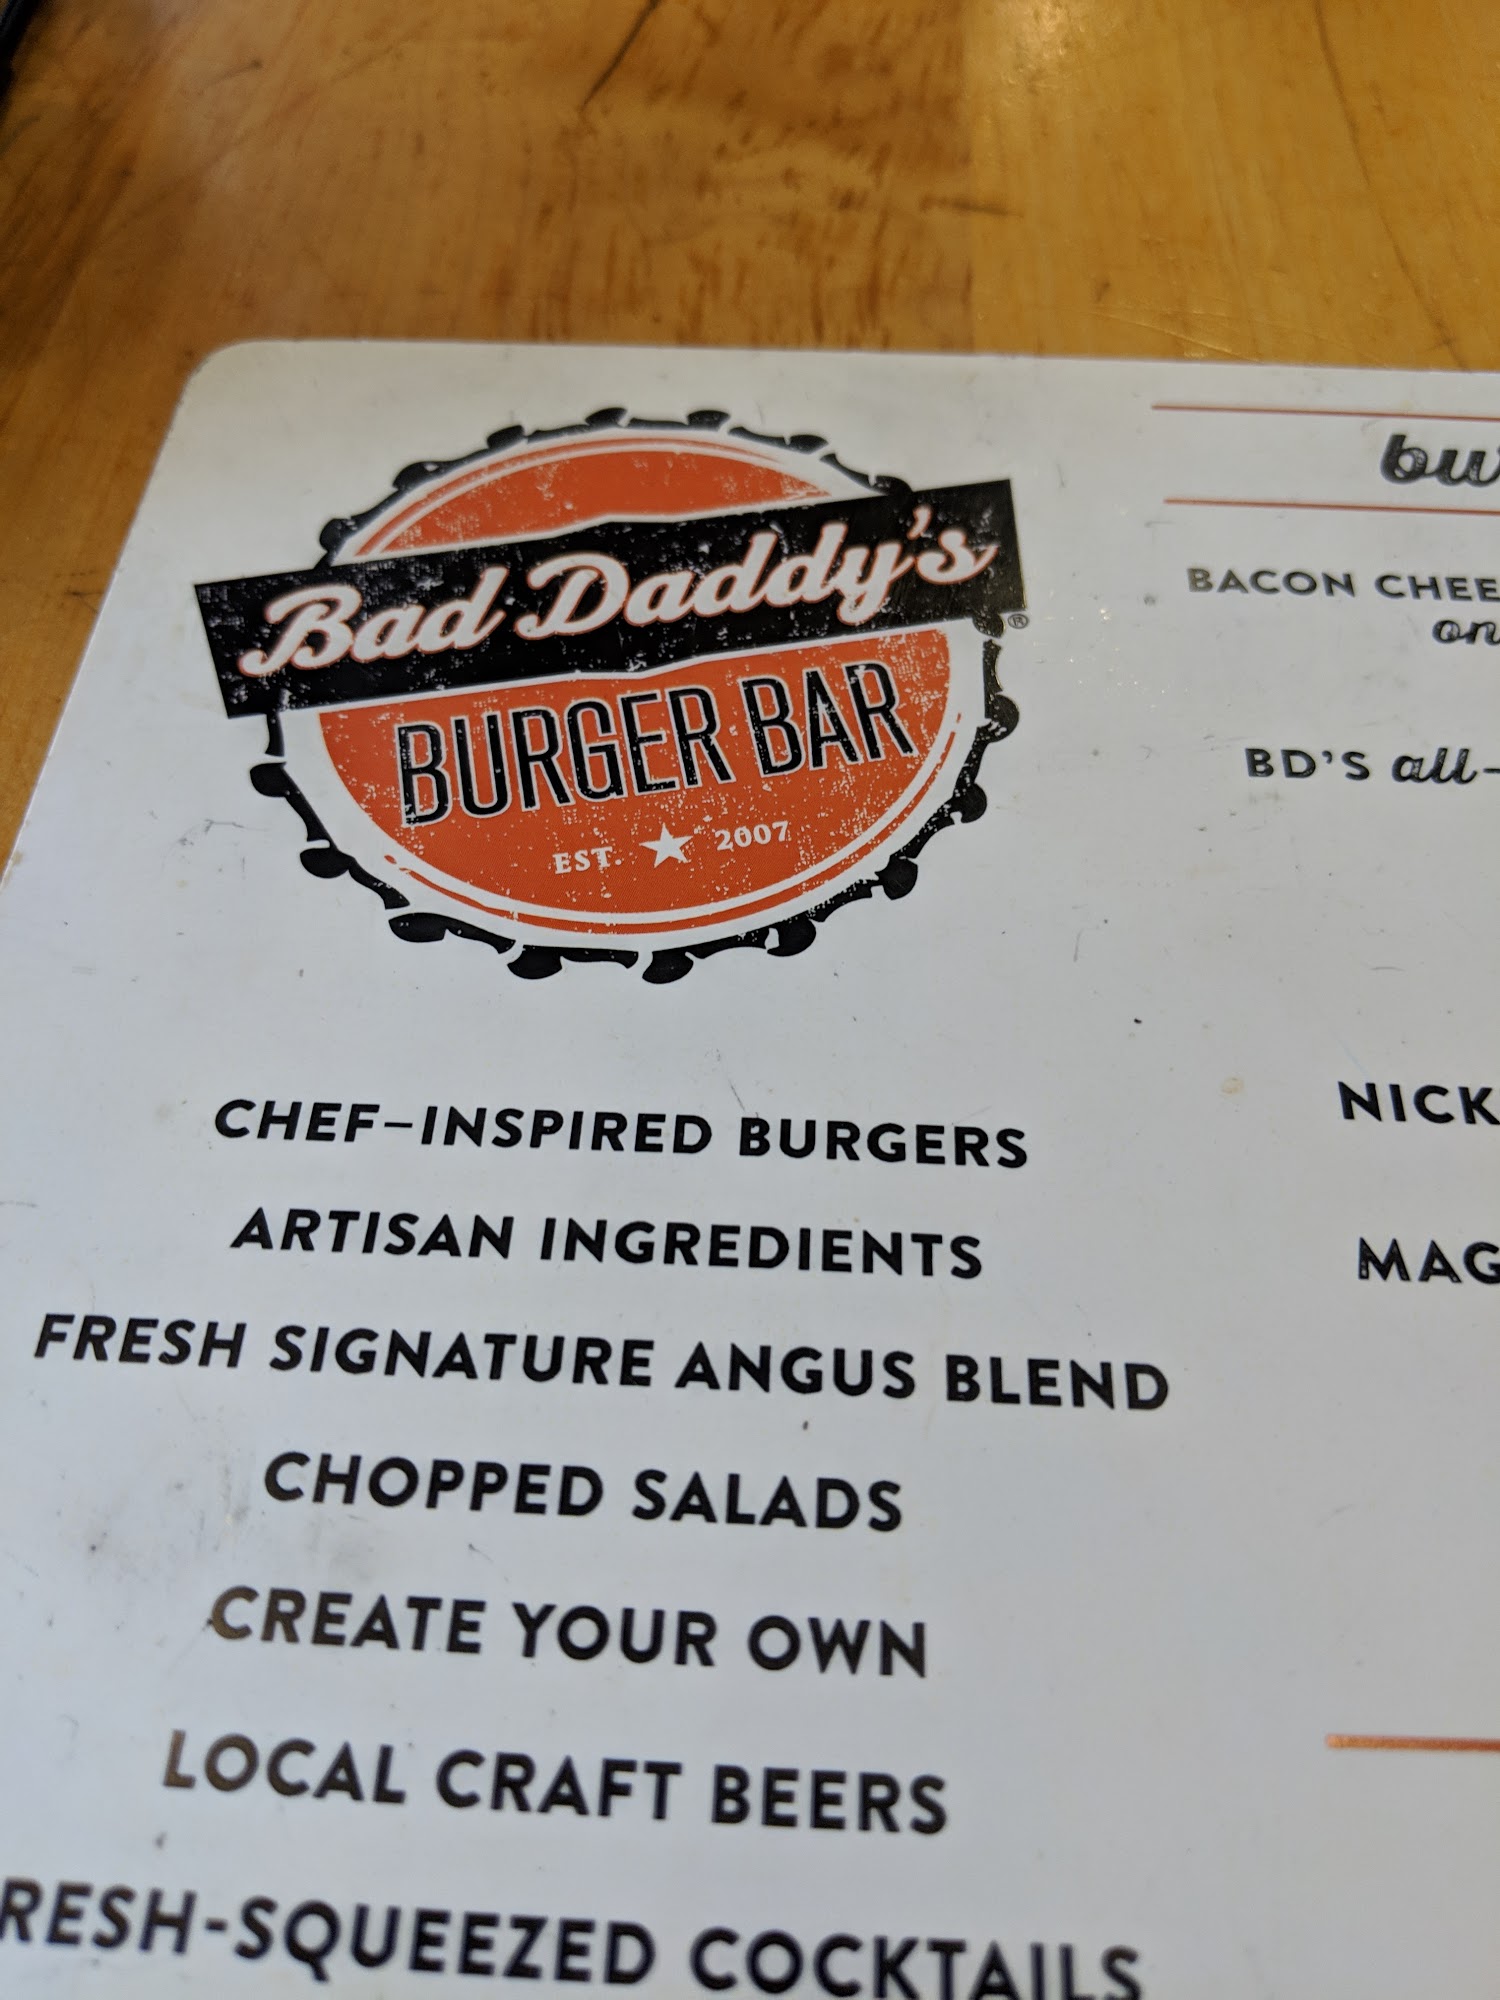 Bad Daddy's
®
BURGER BAR
EST. ★ 2007
CHEF-INSPIRED BURGERS
ARTISAN INGREDIENTS
FRESH SIGNATURE ANGUS BLEND
CHOPPED SALADS
CREATE YOUR OWN
LOCAL CRAFT BEERS
RESH-SQUEEZED COCKTAILS
BACON CHEE
on
BD'S all-
NICK
MAG